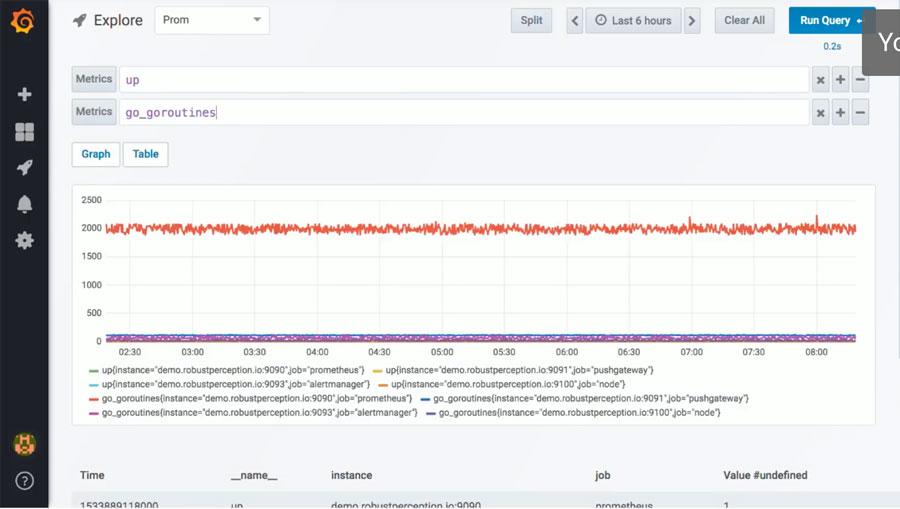 Explore Prom Split Last 6 hours Clear All Run Query
0.2s
Metrics up
Metrics go_goroutines
Graph Table
2500
2000
1500
1000
500
0
02:30 03:00 03:30 04:00 04:30 05:00 05:30 06:00 06:30 07:00 07:30 08:00
up{instance="demo.robustperception.io:9090",job="prometheus"} up{instance="demo.robustperception.io:9091",job="pushgateway"}
up{instance="demo.robustperception.io:9093",job="alertmanager"} up{instance="demo.robustperception.io:9100",job="node"}
go_goroutines{instance="demo.robustperception.io:9090",job="prometheus"} go_goroutines{instance="demo.robustperception.io:9091",job="pushgateway"}
go_goroutines{instance="demo.robustperception.io:9093",job="alertmanager"} go_goroutines{instance="demo.robustperception.io:9100",job="node"}
Time __name__ instance job Value #undefined
1533889118000 up demo.robustperception.io:9090 prometheus 1